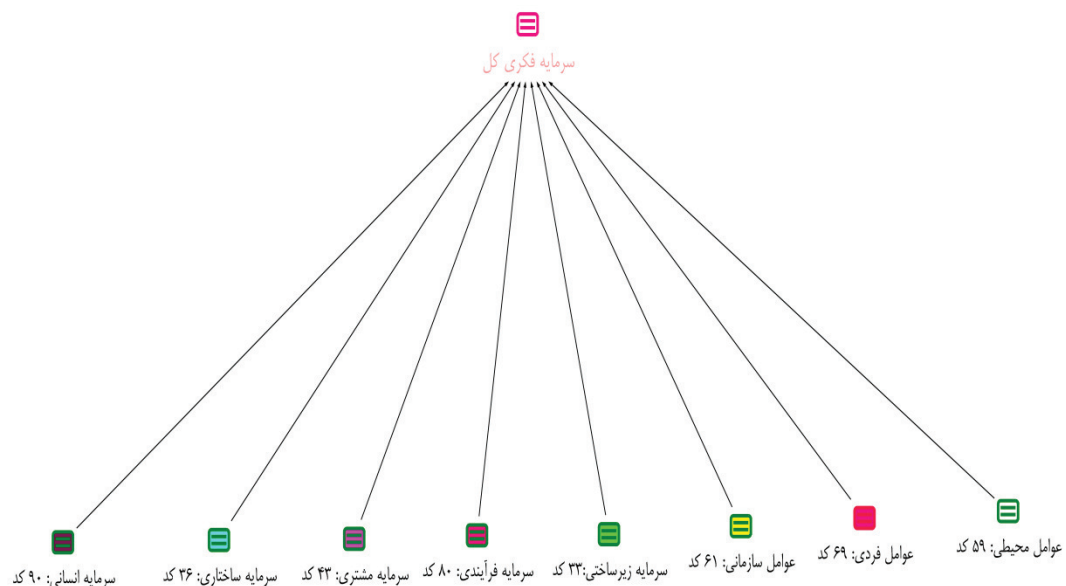 سرمایه فکری کل
عوامل محیطی: ۵۹ کد
عوامل فردی: ۶۹ کد
عوامل سازمانی: ۶۱ کد
سرمایه زیرساختی:۳۳ کد
سرمایه فرآیندی: ۸۰ کد
سرمایه مشتری: ۴۳ کد
سرمایه ساختاری: ۳۶ کد
سرمایه انسانی: ۹۰ کد